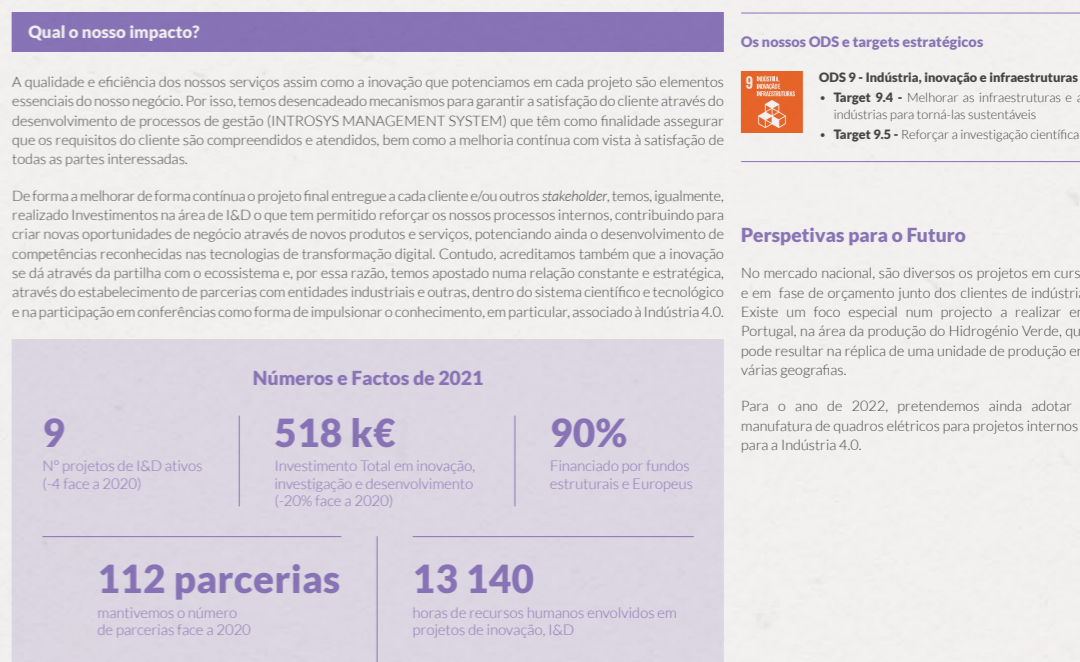 Qual o nosso impacto?
A qualidade e eficiência dos nossos serviços assim como a inovação que potenciamos em cada projeto são elementos
essenciais do nosso negócio. Por isso, temos desencadeado mecanismos para garantir a satisfação do cliente através do
desenvolvimento de processos de gestão (INTROSYS MANAGEMENT SYSTEM) que têm como finalidade assegurar
que os requisitos do cliente são compreendidos e atendidos, bem como a melhoria contínua com vista à satisfação de
todas as partes interessadas.
De forma a melhorar de forma contínua o projeto final entregue a cada cliente e/ou outros stakeholder, temos, igualmente,
realizado Investimentos na área de I&D o que tem permitido reforçar os nossos processos internos, contribuindo para
criar novas oportunidades de negócio através de novos produtos e serviços, potenciando ainda o desenvolvimento de
competências reconhecidas nas tecnologias de transformação digital. Contudo, acreditamos também que a inovação
se dá através da partilha com o ecossistema e, por essa razão, temos apostado numa relação constante e estratégica,
através do estabelecimento de parcerias com entidades industriais e outras, dentro do sistema científico e tecnológico
e na participação em conferências como forma de impulsionar o conhecimento, em particular, associado à Indústria 4.0.
Números e Factos de 2021
9
Nº projetos de I&D ativos
(-4 face a 2020)
518 k€
Investimento Total em inovação,
investigação e desenvolvimento
(-20% face a 2020)
90%
Financiado por fundos
estruturais e Europeus
112 parcerias
mantivemos o número
de parcerias face a 2020
13 140
horas de recursos humanos envolvidos em
projetos de inovação, I&D
Os nossos ODS e targets estratégicos
9 INDÚSTRIA,
INOVAÇÃO E
INFRAESTRUTURAS
ODS 9 - Indústria, inovação e infraestruturas
• Target 9.4 - Melhorar as infraestruturas e a
indústrias para torná-las sustentáveis
• Target 9.5 - Reforçar a investigação científica
Perspetivas para o Futuro
No mercado nacional, são diversos os projetos em curs
e em fase de orçamento junto dos clientes de indústri
Existe um foco especial num projecto a realizar e
Portugal, na área da produção do Hidrogénio Verde, qu
pode resultar na réplica de uma unidade de produção e
várias geografias.
Para o ano de 2022, pretendemos ainda adotar
manufatura de quadros elétricos para projetos internos
para a Indústria 4.0.